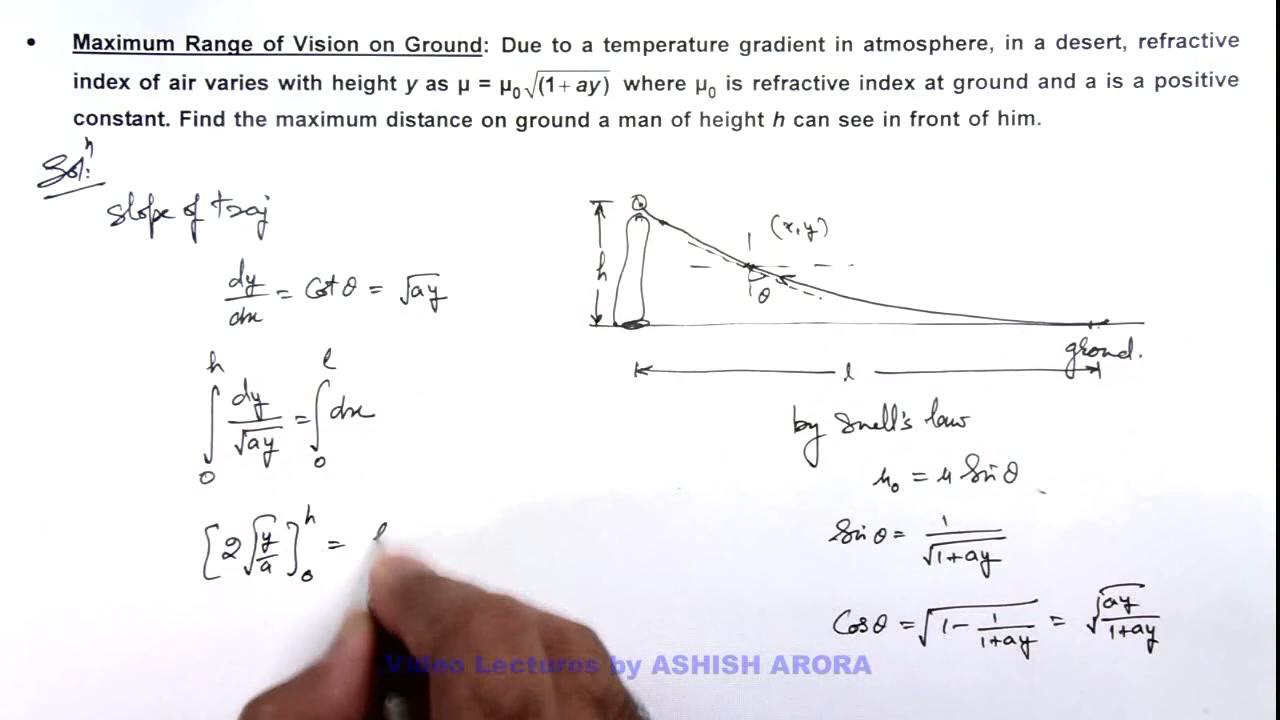 • Maximum Range of Vision on Ground: Due to a temperature gradient in atmosphere, in a desert, refractive
index of air varies with height y as μ = μ₀√(1+ ay) where μ₀ is refractive index at ground and a is a positive
constant. Find the maximum distance on ground a man of height h can see in front of him.
Solⁿ:
slope of traj
dy/dx = Cot θ = √ay
∫₀ʰ dy/√ay = ∫₀ˡ dx
[2√(y/a)]₀ʰ = l
h
(x, y)
θ
ground.
l
by Snell's law
μ₀ = μ Sin θ
Sin θ = 1/√(1+ay)
Cos θ = √(1 - 1/(1+ay)) = √(ay/(1+ay))
Video Lectures by ASHISH ARORA